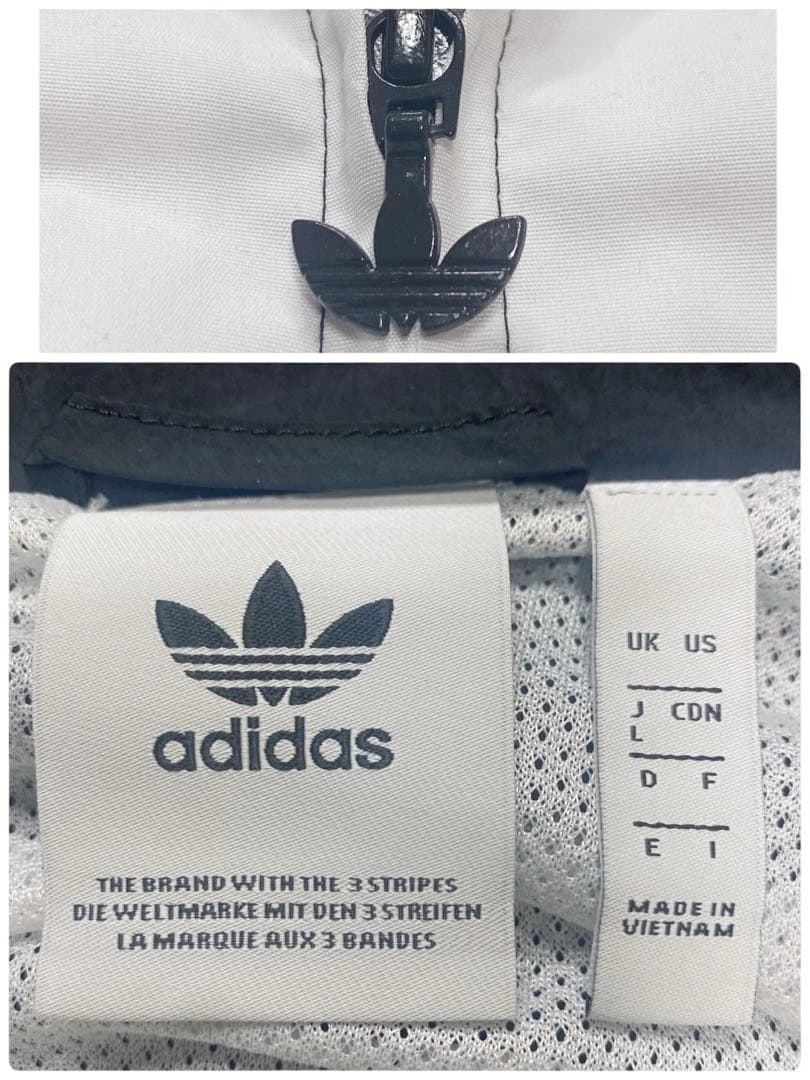 adidas
THE BRAND WITH THE 3 STRIPES
DIE WELTMARKE MIT DEN 3 STREIFEN
LA MARQUE AUX 3 BANDES
UK US
J CDN
L
D F
E I
MADE IN
VIETNAM